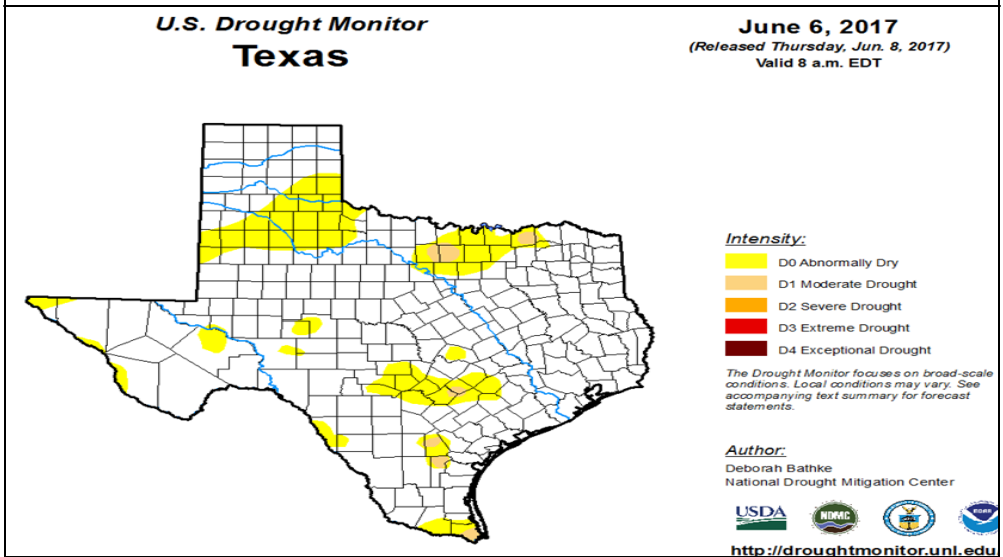 U.S. Drought Monitor
Texas
June 6, 2017
(Released Thursday, Jun. 8, 2017)
Valid 8 a.m. EDT
Intensity:
D0 Abnormally Dry
D1 Moderate Drought
D2 Severe Drought
D3 Extreme Drought
D4 Exceptional Drought
The Drought Monitor focuses on broad-scale
conditions. Local conditions may vary. See
accompanying text summary for forecast
statements.
Author:
Deborah Bathke
National Drought Mitigation Center
USDA
NDMC
http://droughtmonitor.unl.edu